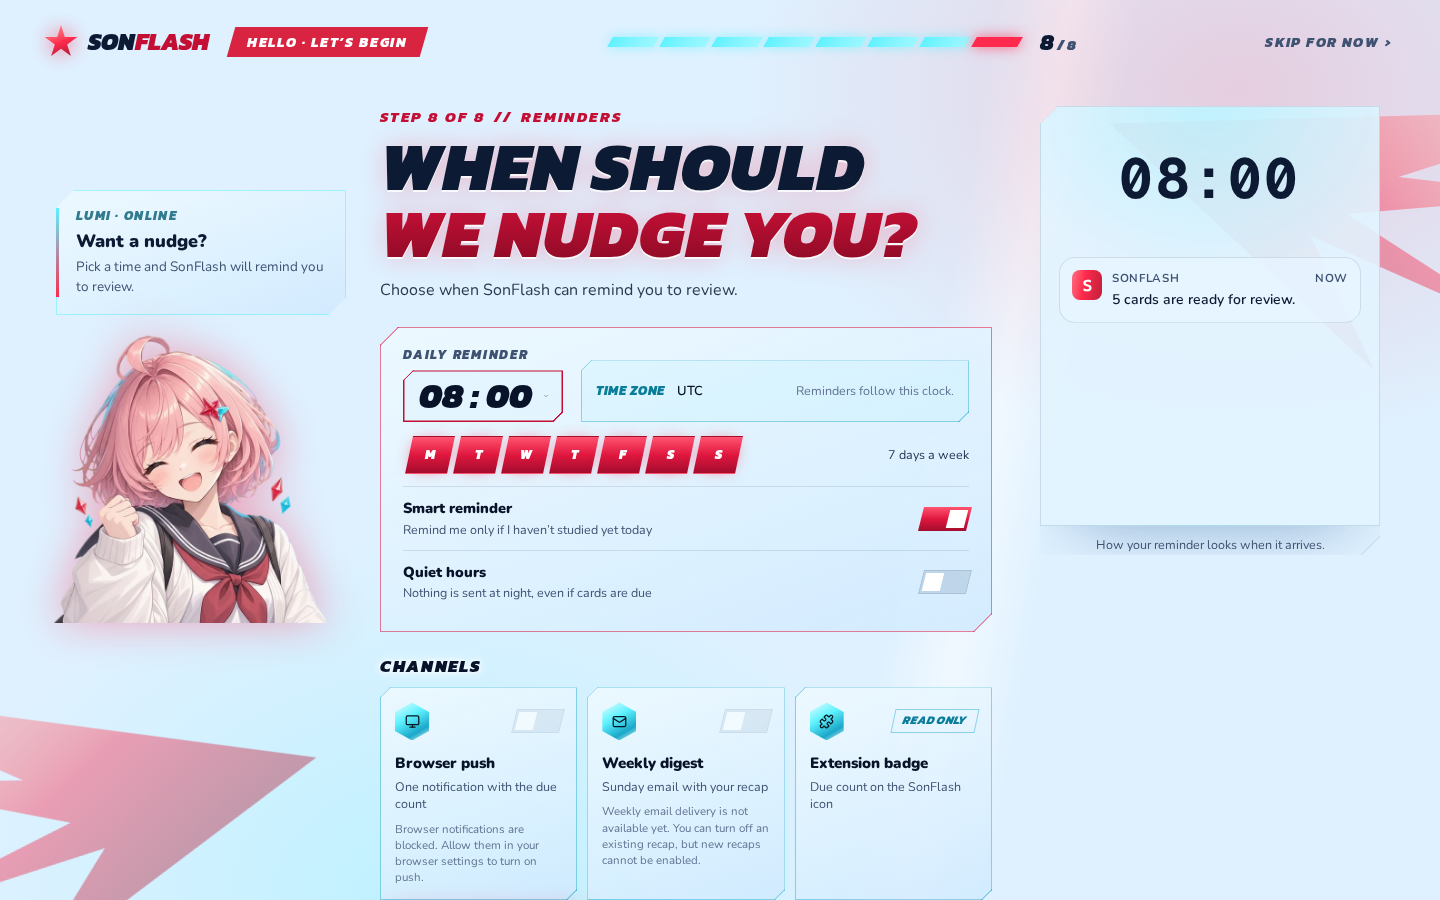 SONFLASH
HELLO · LET'S BEGIN
8 / 8
SKIP FOR NOW >
STEP 8 OF 8 // REMINDERS
WHEN SHOULD
WE NUDGE YOU?
Choose when SonFlash can remind you to review.
LUMI · ONLINE
Want a nudge?
Pick a time and SonFlash will remind you
to review.
DAILY REMINDER
08 : 00
TIME ZONE UTC Reminders follow this clock.
M T W T F S S
7 days a week
Smart reminder
Remind me only if I haven't studied yet today
Quiet hours
Nothing is sent at night, even if cards are due
CHANNELS
Browser push
One notification with the due
count
Browser notifications are
blocked. Allow them in your
browser settings to turn on
push.
Weekly digest
Sunday email with your recap
Weekly email delivery is not
available yet. You can turn off an
existing recap, but new recaps
cannot be enabled.
READ ONLY
Extension badge
Due count on the SonFlash
icon
08:00
S
SONFLASH NOW
5 cards are ready for review.
How your reminder looks when it arrives.